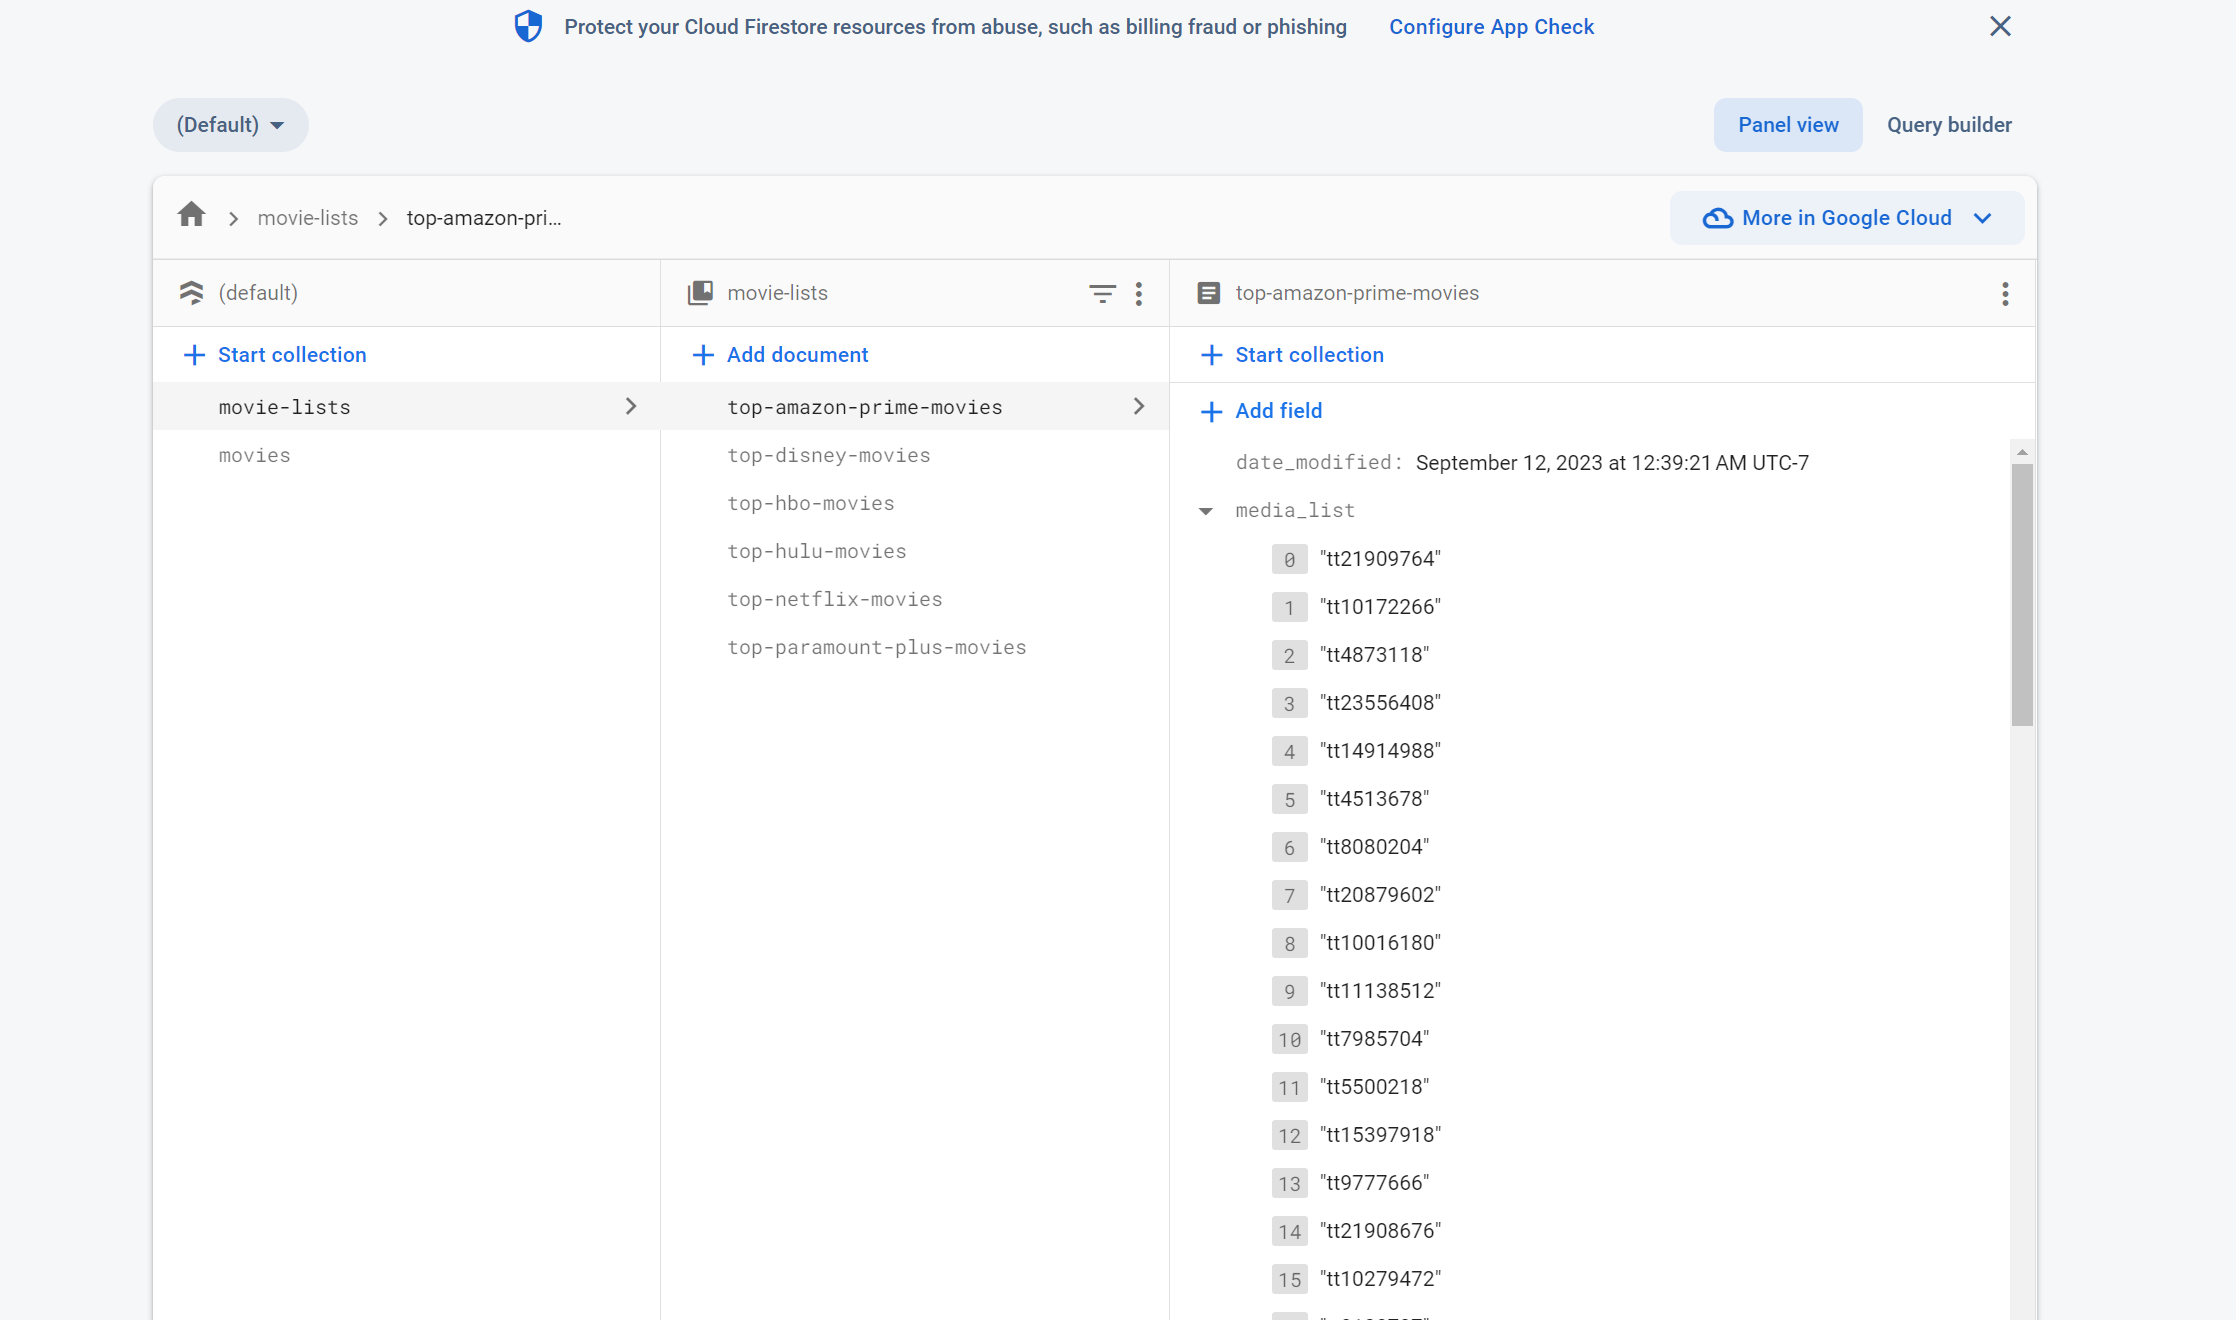 Protect your Cloud Firestore resources from abuse, such as billing fraud or phishing Configure App Check
(Default) Panel view Query builder
movie-lists top-amazon-pri... More in Google Cloud
(default) movie-lists top-amazon-prime-movies
Start collection Add document Start collection
movie-lists top-amazon-prime-movies Add field
movies top-disney-movies date_modified: September 12, 2023 at 12:39:21 AM UTC-7
top-hbo-movies media_list
top-hulu-movies 0 "tt21909764"
top-netflix-movies 1 "tt10172266"
top-paramount-plus-movies 2 "tt4873118"
3 "tt23556408"
4 "tt14914988"
5 "tt4513678"
6 "tt8080204"
7 "tt20879602"
8 "tt10016180"
9 "tt11138512"
10 "tt7985704"
11 "tt5500218"
12 "tt15397918"
13 "tt9777666"
14 "tt21908676"
15 "tt10279472"